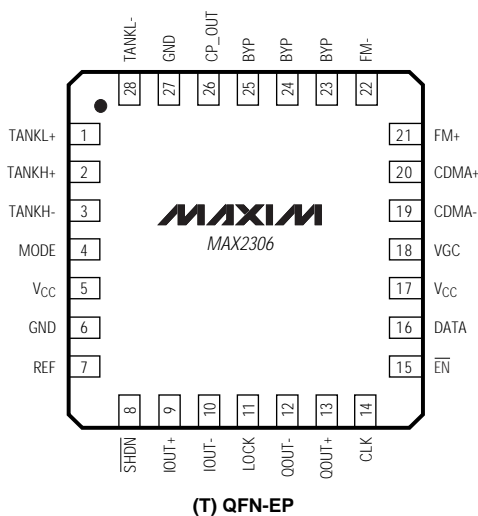 TANKL-
GND
CP_OUT
BYP
BYP
BYP
FM-
28
27
26
25
24
23
22
TANKL+ 1
TANKH+ 2
TANKH- 3
MODE 4
VCC 5
GND 6
REF 7
21 FM+
20 CDMA+
19 CDMA-
18 VGC
17 VCC
16 DATA
15 EN
MAXIM
MAX2306
8
9
10
11
12
13
14
SHDN
IOUT+
IOUT-
LOCK
QOUT-
QOUT+
CLK
(T) QFN-EP